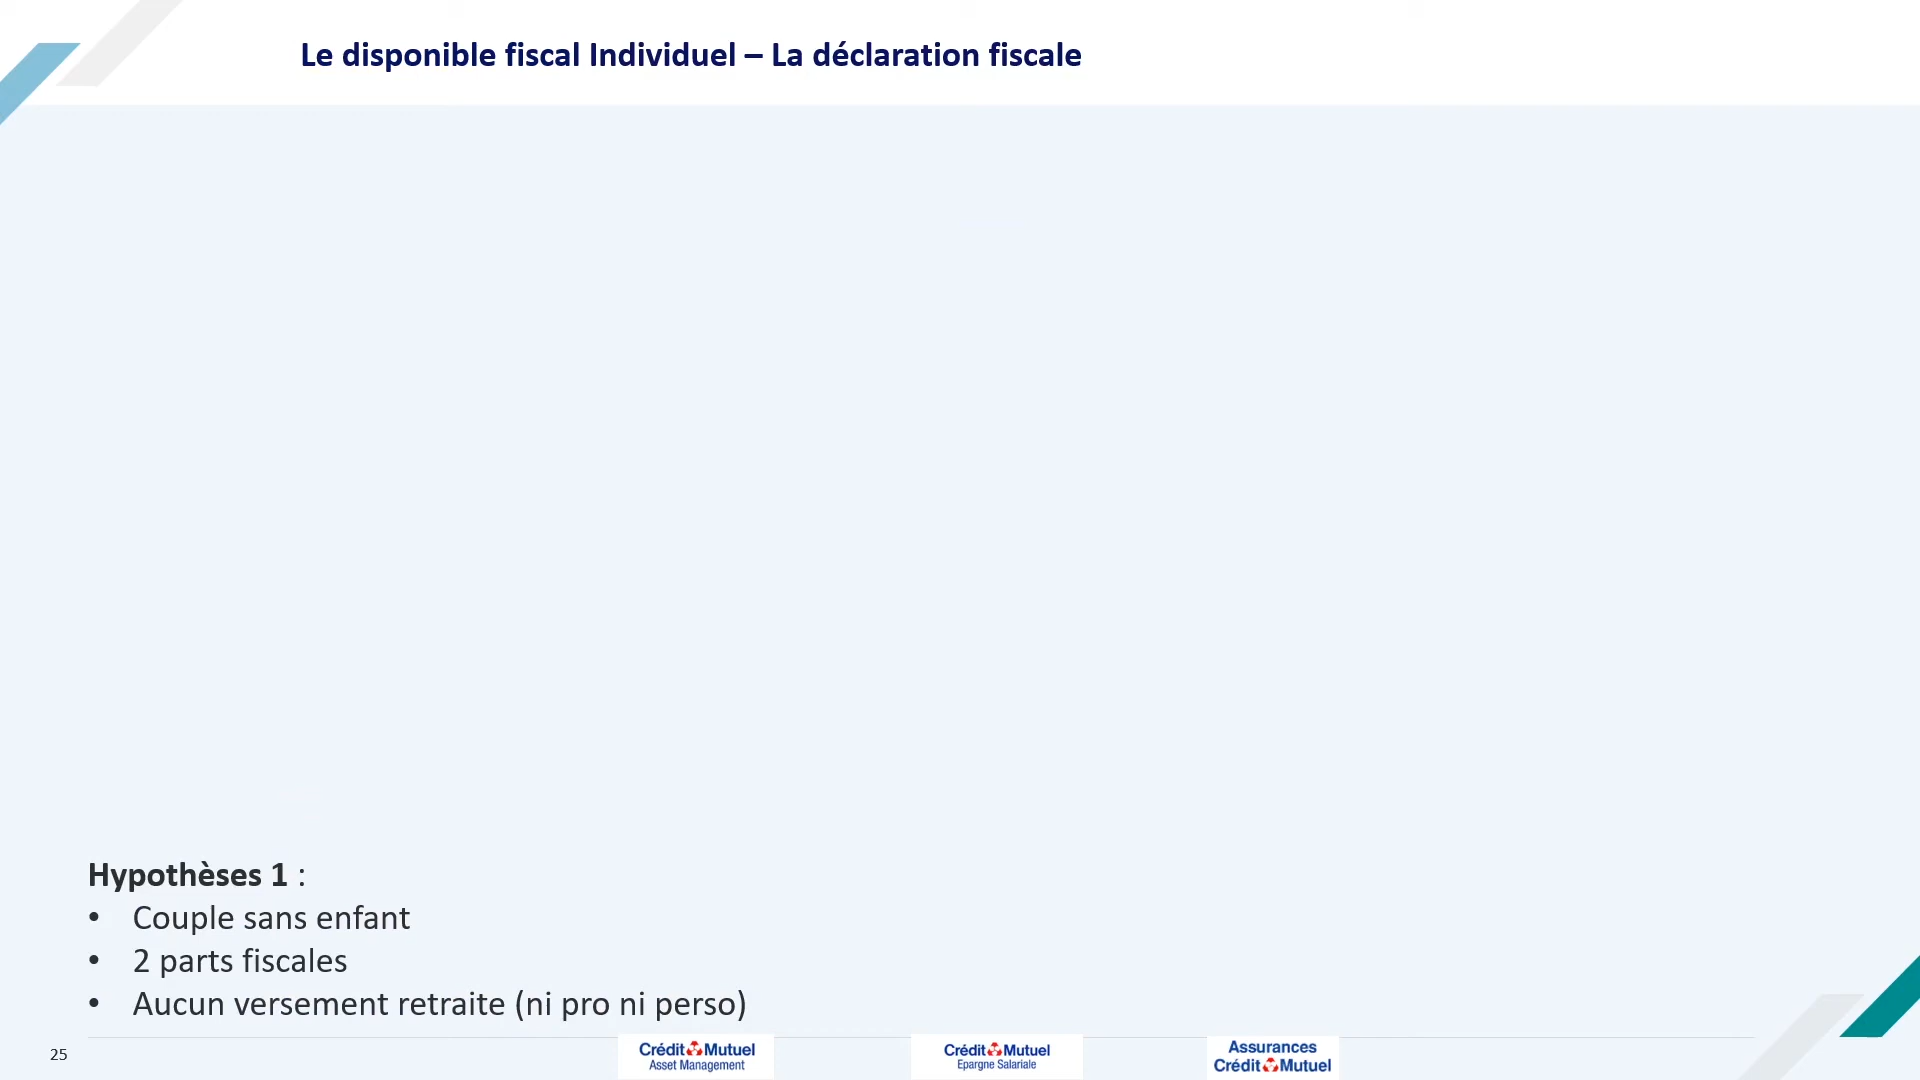 Le disponible fiscal Individuel – La déclaration fiscale
Hypothèses 1 :
• Couple sans enfant
• 2 parts fiscales
• Aucun versement retraite (ni pro ni perso)
25
Crédit Mutuel
Asset Management
Crédit Mutuel
Epargne Salariale
Assurances
Crédit Mutuel